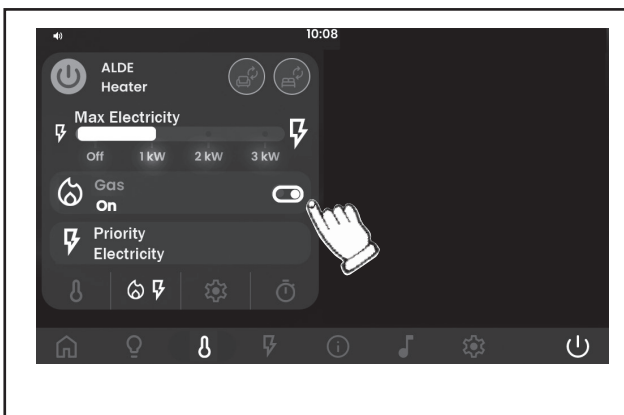 10:08
ALDE
Heater
Max Electricity
Off 1 kW 2 kW 3 kW
Gas
On
Priority
Electricity